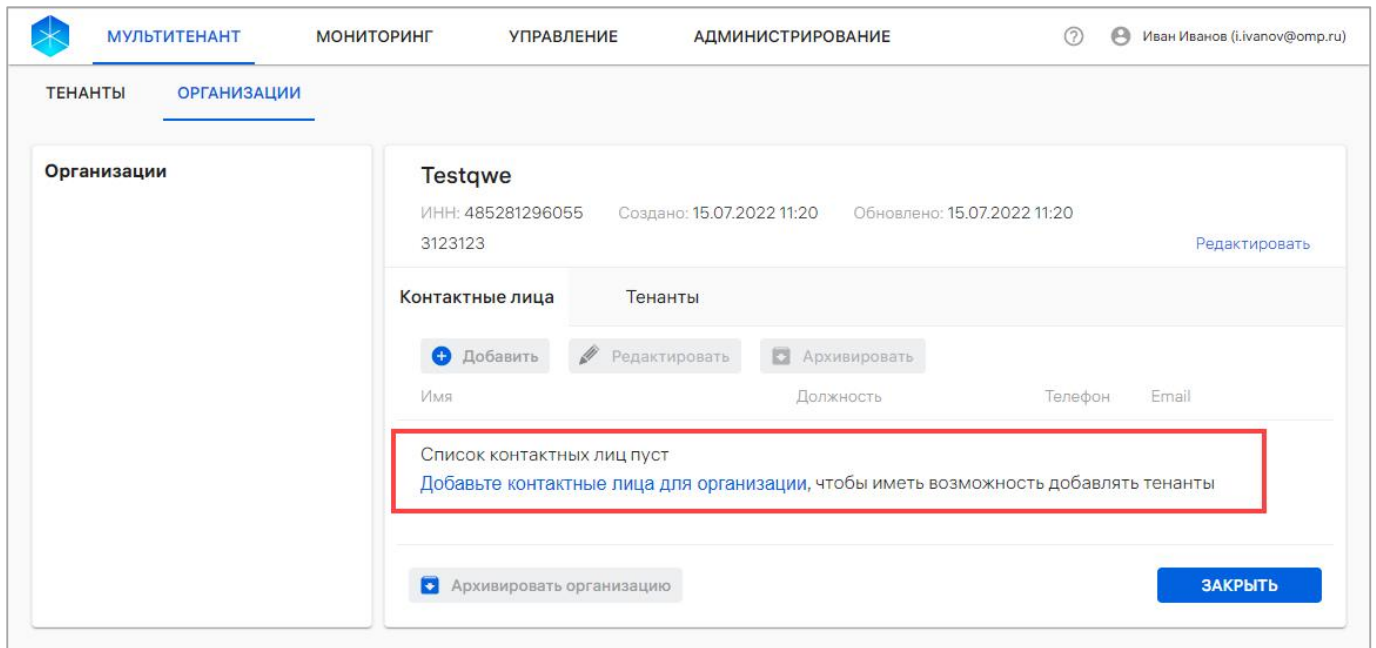 МУЛЬТИТЕНАНТ МОНИТОРИНГ УПРАВЛЕНИЕ АДМИНИСТРИРОВАНИЕ ? Иван Иванов (i.ivanov@omp.ru)
ТЕНАНТЫ ОРГАНИЗАЦИИ
Организации
Testqwe
ИНН: 485281296055 Создано: 15.07.2022 11:20 Обновлено: 15.07.2022 11:20
3123123
Редактировать
Контактные лица Тенанты
Добавить Редактировать Архивировать
Имя Должность Телефон Email
Список контактных лиц пуст
Добавьте контактные лица для организации, чтобы иметь возможность добавлять тенанты
Архивировать организацию ЗАКРЫТЬ